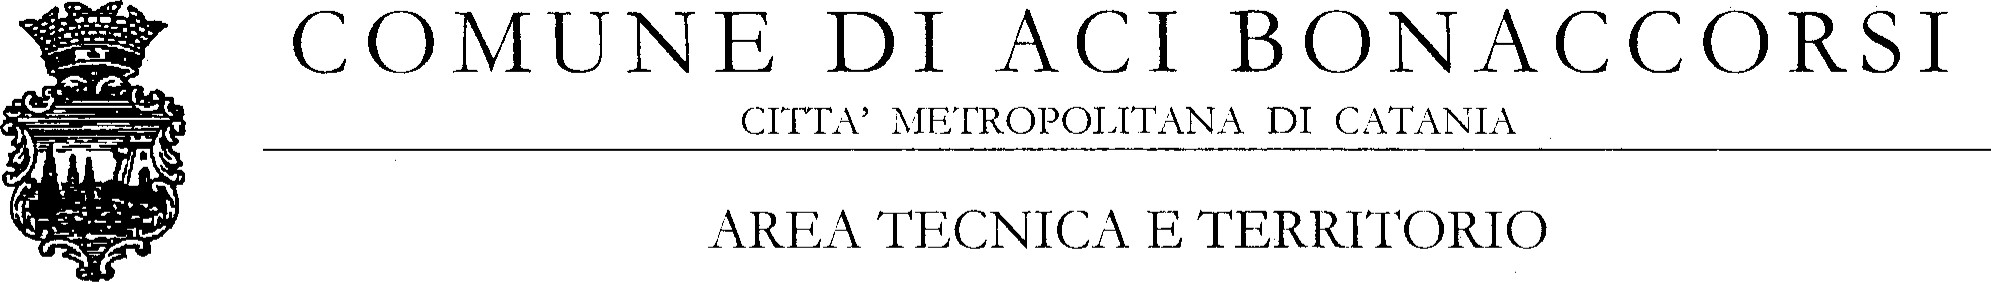 COMUNE DI ACI BONACCORSI
CITTA' METROPOLITANA DI CATANIA
AREA TECNICA E TERRITORIO